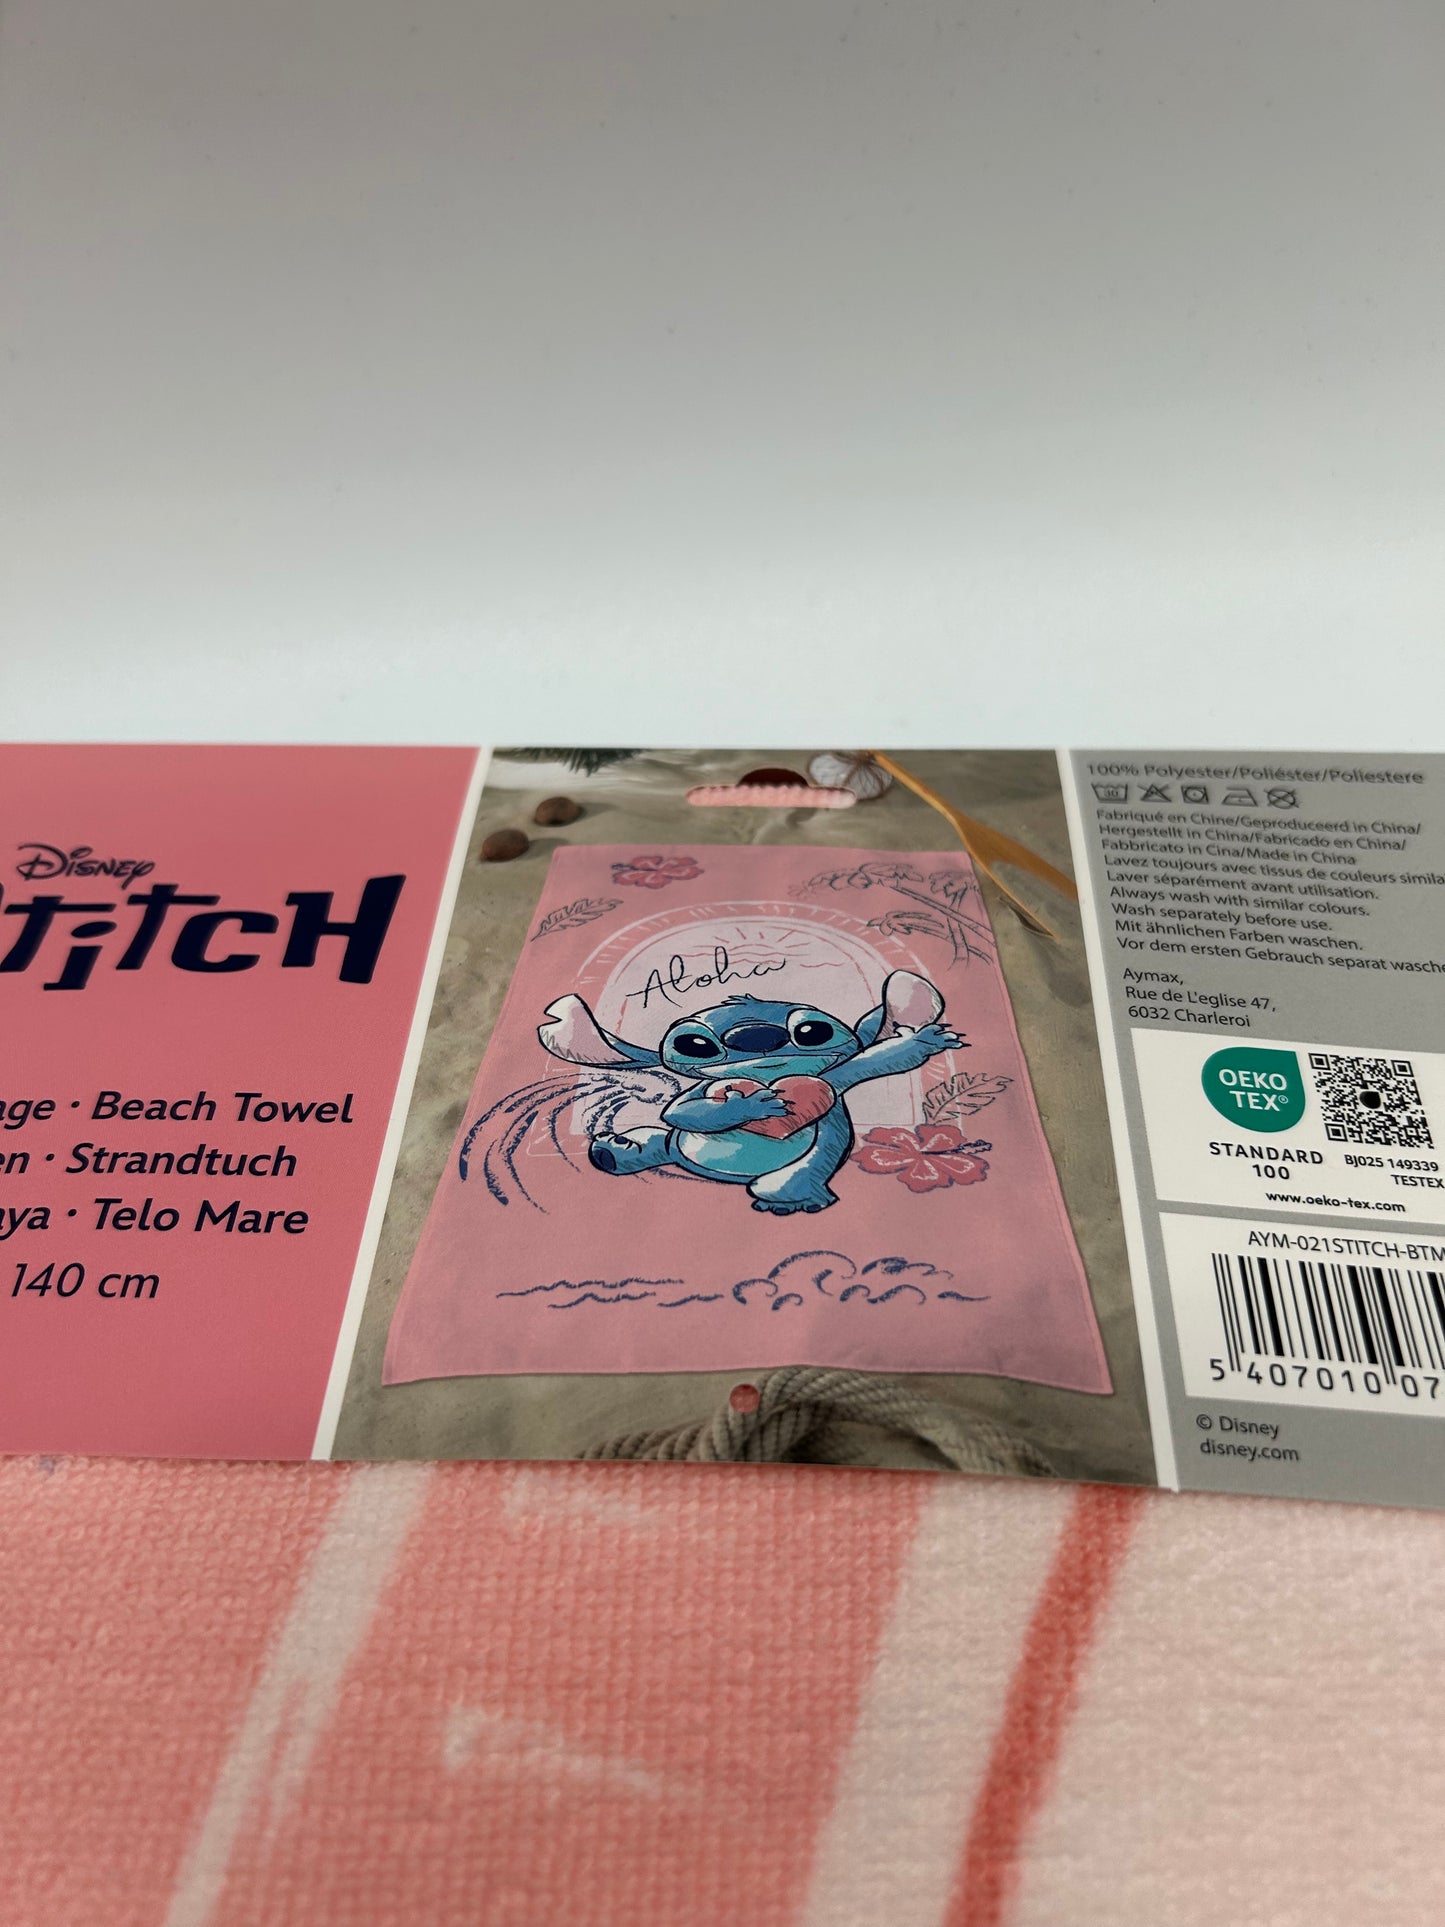 Disney
Stitch
Beach Towel
Strandtuch
Telo Mare
140 cm
Aloha
100% Polyester/Poliéster/Poliestere
30
Fabriqué en Chine/Geproduceerd in China/
Hergestellt in China/Fabricado en China/
Fabbricato in Cina/Made in China
Lavez toujours avec tissus de couleurs simila
Laver séparément avant utilisation.
Always wash with similar colours.
Wash separately before use.
Mit ähnlichen Farben waschen.
Vor dem ersten Gebrauch separat wasche
Aymax,
Rue de L'eglise 47,
6032 Charleroi
OEKO
TEX®
STANDARD
100
BJ025 149339
TESTEX
www.oeko-tex.com
AYM-021STITCH-BTM
5 407010 07
© Disney
disney.com